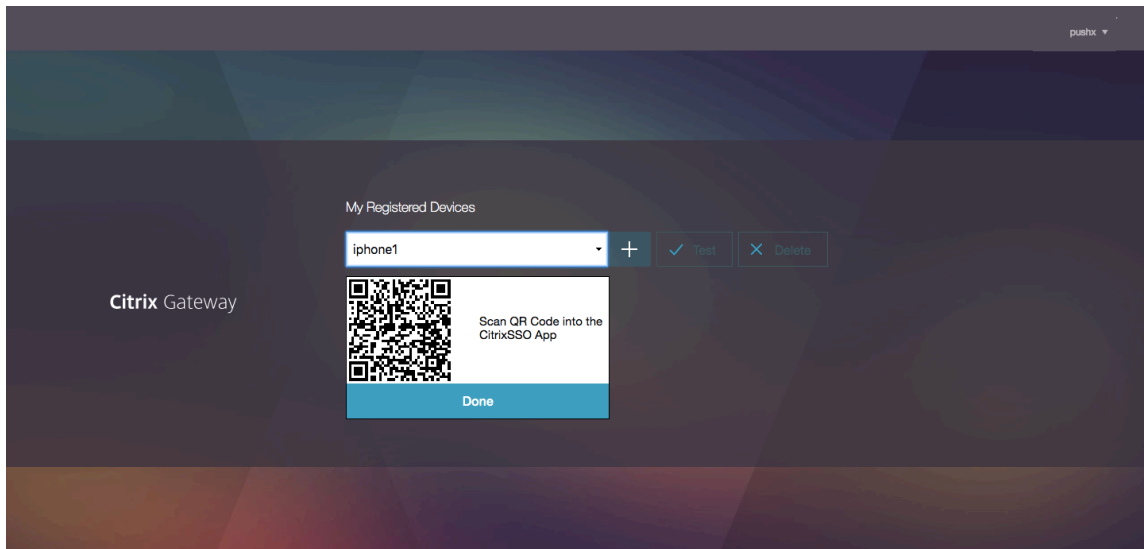 pushx
My Registered Devices
iphone1
Test
Delete
Citrix Gateway
Scan QR Code into the
CitrixSSO App
Done